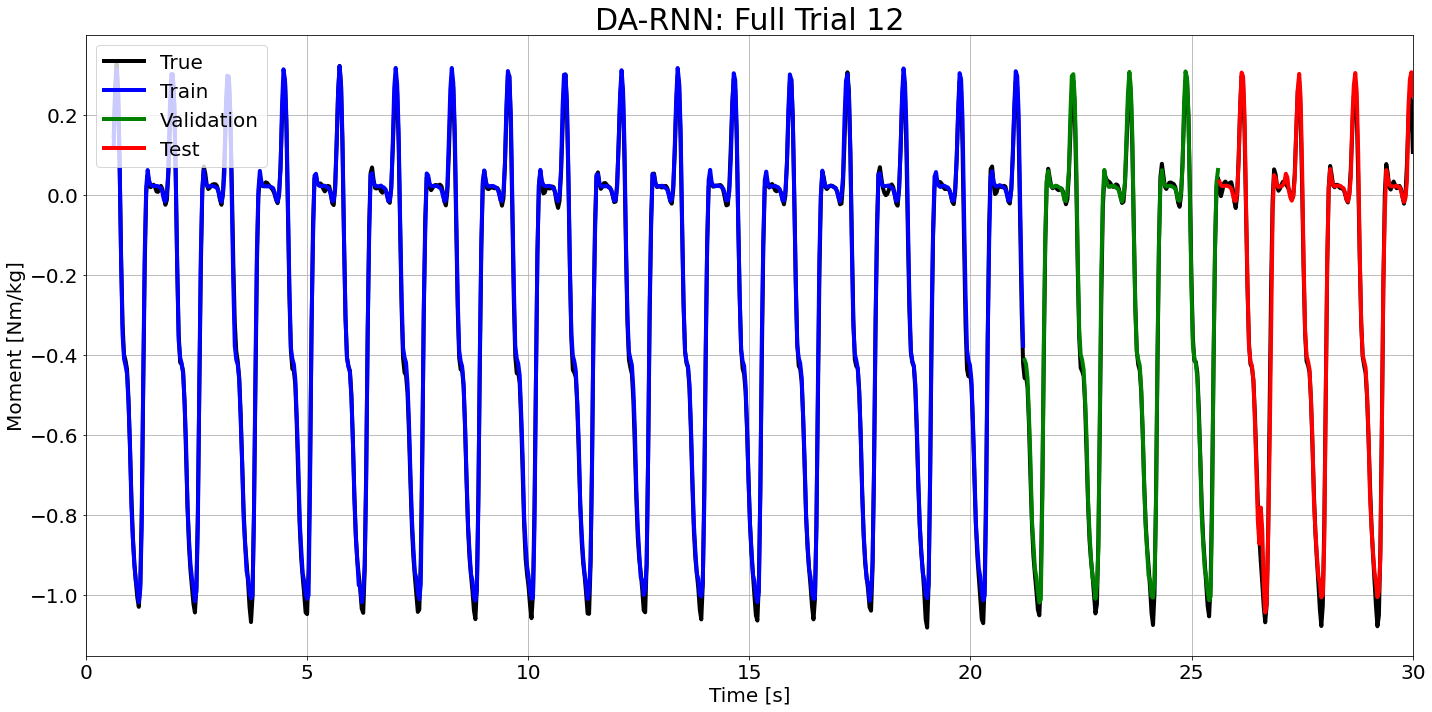 DA-RNN: Full Trial 12
True
Train
Validation
Test
0.2
0.0
−0.2
−0.4
−0.6
−0.8
−1.0
Moment [Nm/kg]
0 5 10 15 20 25 30
Time [s]